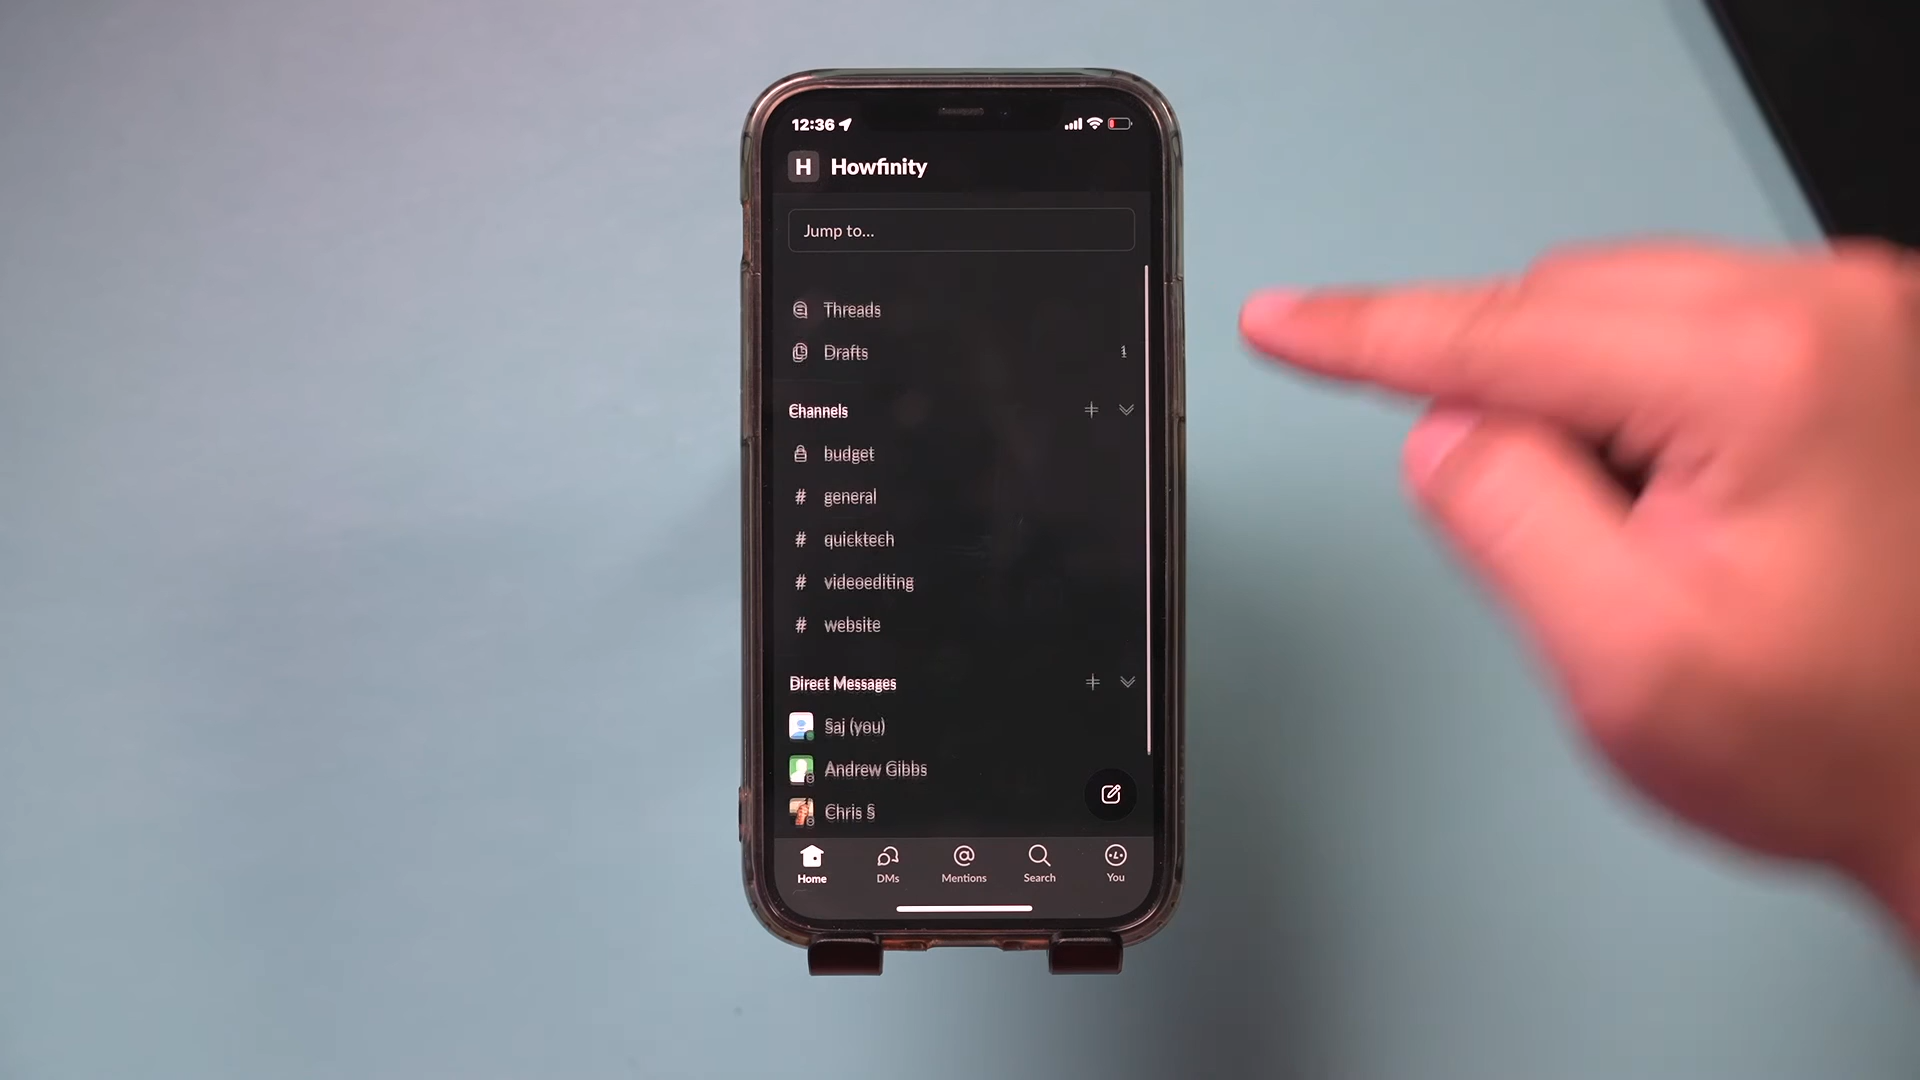 12:36
H Howfinity
Jump to...
Threads
Drafts 1
Channels
budget
# general
# quicktech
# videoediting
# website
Direct Messages
Saj (you)
Andrew Gibbs
Chris S
Home DMs Mentions Search You